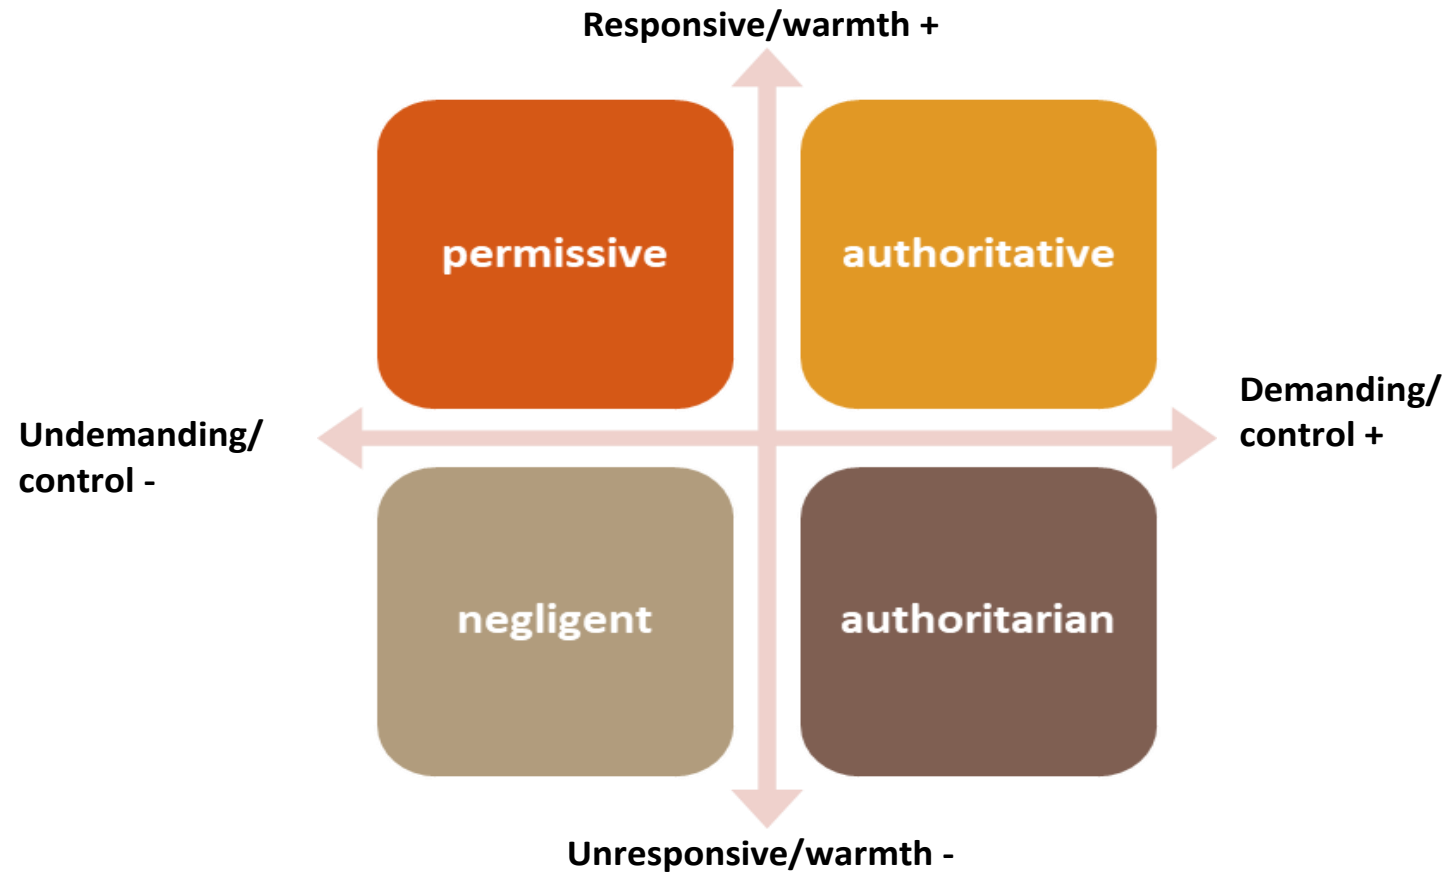 Responsive/warmth +
permissive
authoritative
Undemanding/
control -
Demanding/
control +
negligent
authoritarian
Unresponsive/warmth -